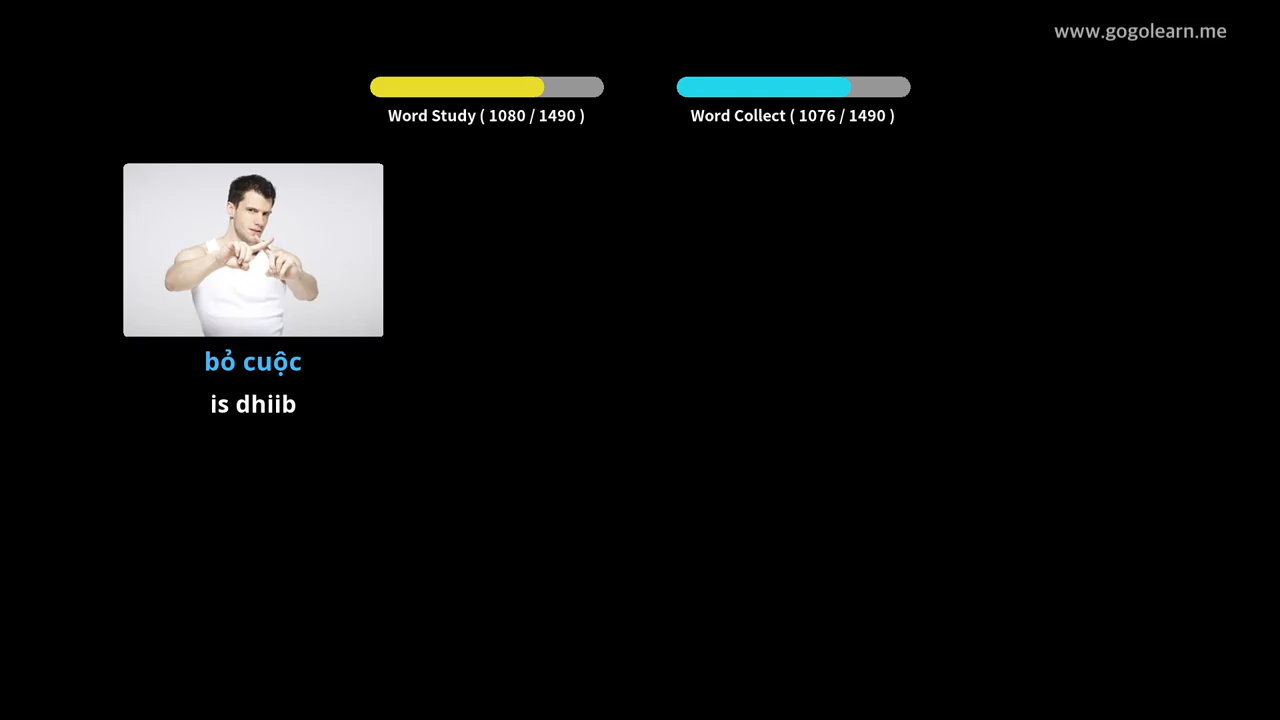 www.gogolearn.me
Word Study ( 1080 / 1490 )
Word Collect ( 1076 / 1490 )
bỏ cuộc
is dhiib